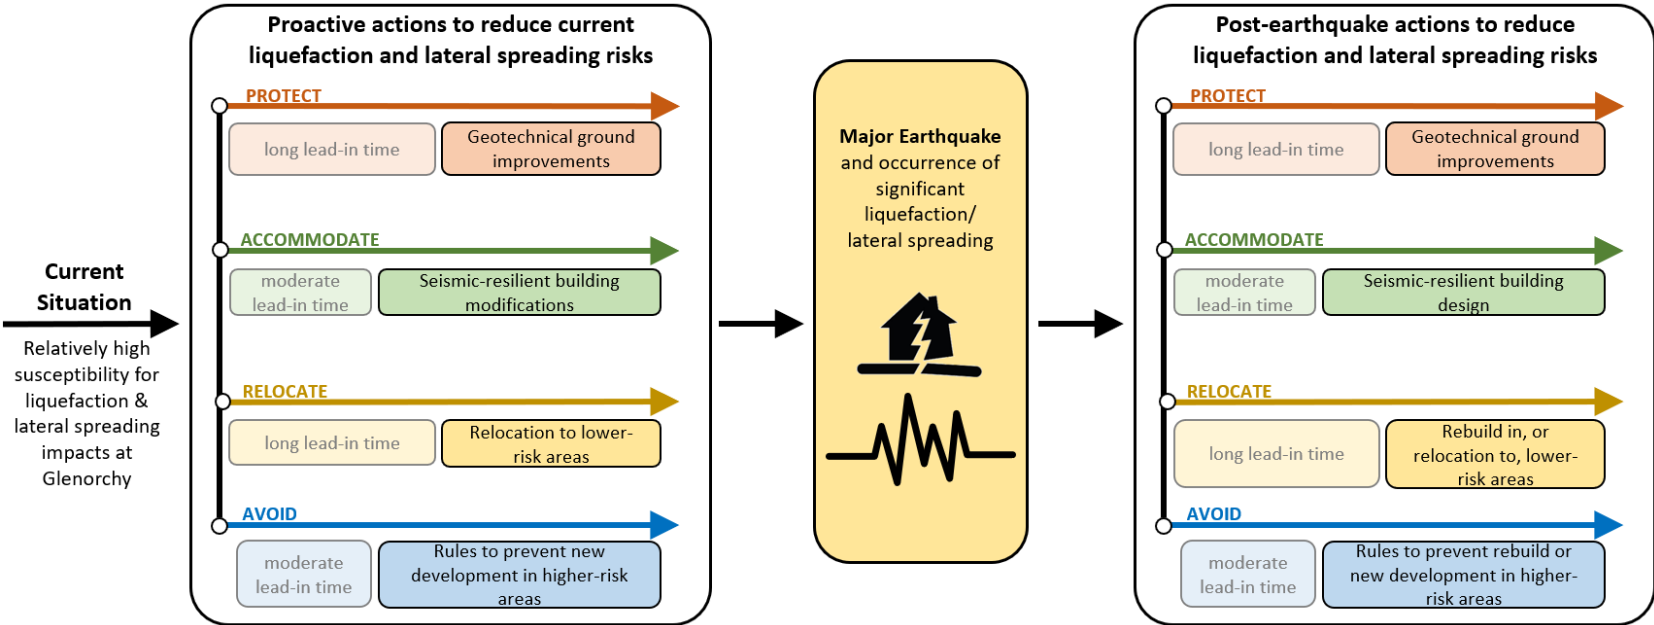 Current
Situation
Relatively high
susceptibility for
liquefaction &
lateral spreading
impacts at
Glenorchy
Proactive actions to reduce current
liquefaction and lateral spreading risks
PROTECT
long lead-in time
Geotechnical ground
improvements
ACCOMMODATE
moderate
lead-in time
Seismic-resilient building
modifications
RELOCATE
long lead-in time
Relocation to lower-
risk areas
AVOID
moderate
lead-in time
Rules to prevent new
development in higher-risk
areas
Major Earthquake
and occurrence of
significant
liquefaction/
lateral spreading
Post-earthquake actions to reduce
liquefaction and lateral spreading risks
PROTECT
long lead-in time
Geotechnical ground
improvements
ACCOMMODATE
moderate
lead-in time
Seismic-resilient building
design
RELOCATE
long lead-in time
Rebuild in, or
relocation to, lower-
risk areas
AVOID
moderate
lead-in time
Rules to prevent rebuild or
new development in higher-
risk areas